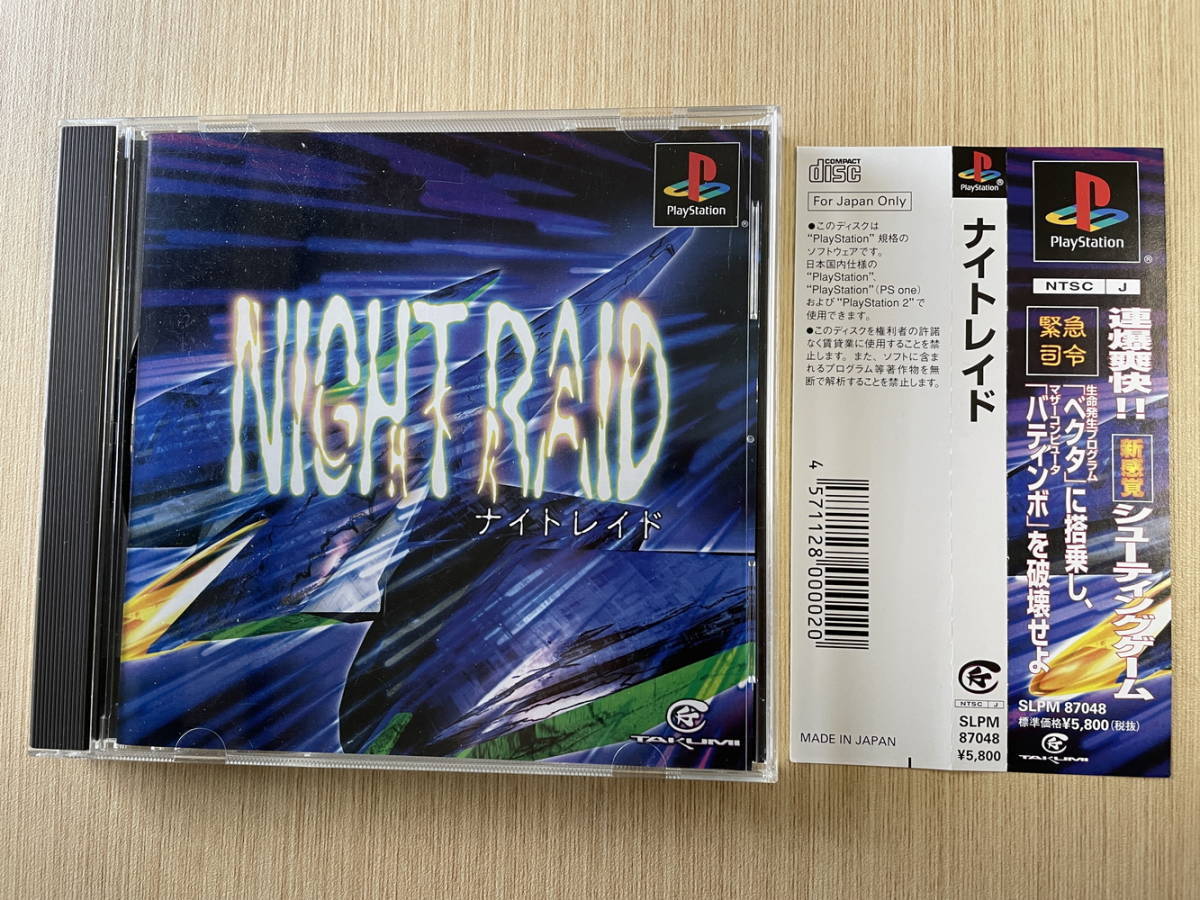 PlayStation
NIGHT RAID
ナイトレイド
TAKUMI
COMPACT
disc
For Japan Only
●このディスクは
“PlayStation” 規格の
ソフトウェアです。
日本国内仕様の
“PlayStation”、
“PlayStation”(PS one)
および“PlayStation 2”で
使用できます。
●このディスクを権利者の許諾
なく賃貸業に使用することを禁
止します。また、ソフトに含ま
れるプログラム等著作物を無
断で解析することを禁止します。
4 571128 000020
MADE IN JAPAN
PlayStation
ナイトレイド
NTSC J
SLPM
87048
¥5,800
PlayStation
NTSC J
連爆爽快!!
新感覚
シューティングゲーム
緊急
司令
生命発生プログラム
「ベクタ」に搭乗し、
マザーコンピュータ
「バディンボ」を破壊せよ
SLPM 87048
標準価格¥5,800(税抜)
TAKUMI